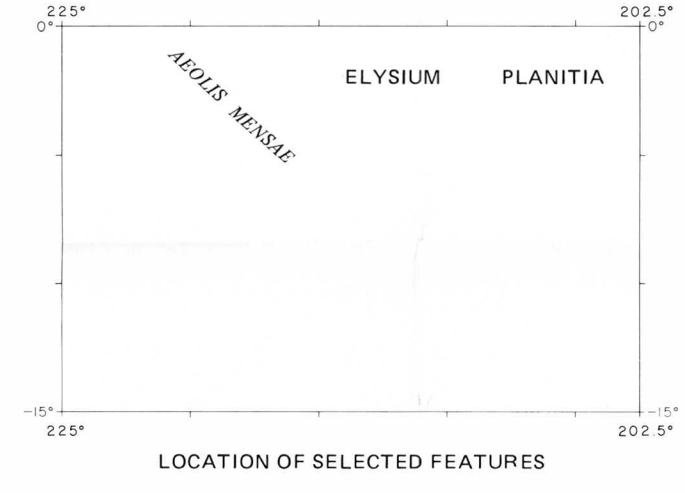 225° 202.5°
0° 0°
AEOLIS MENSAE
ELYSIUM PLANITIA
-15° -15°
225° 202.5°
LOCATION OF SELECTED FEATURES